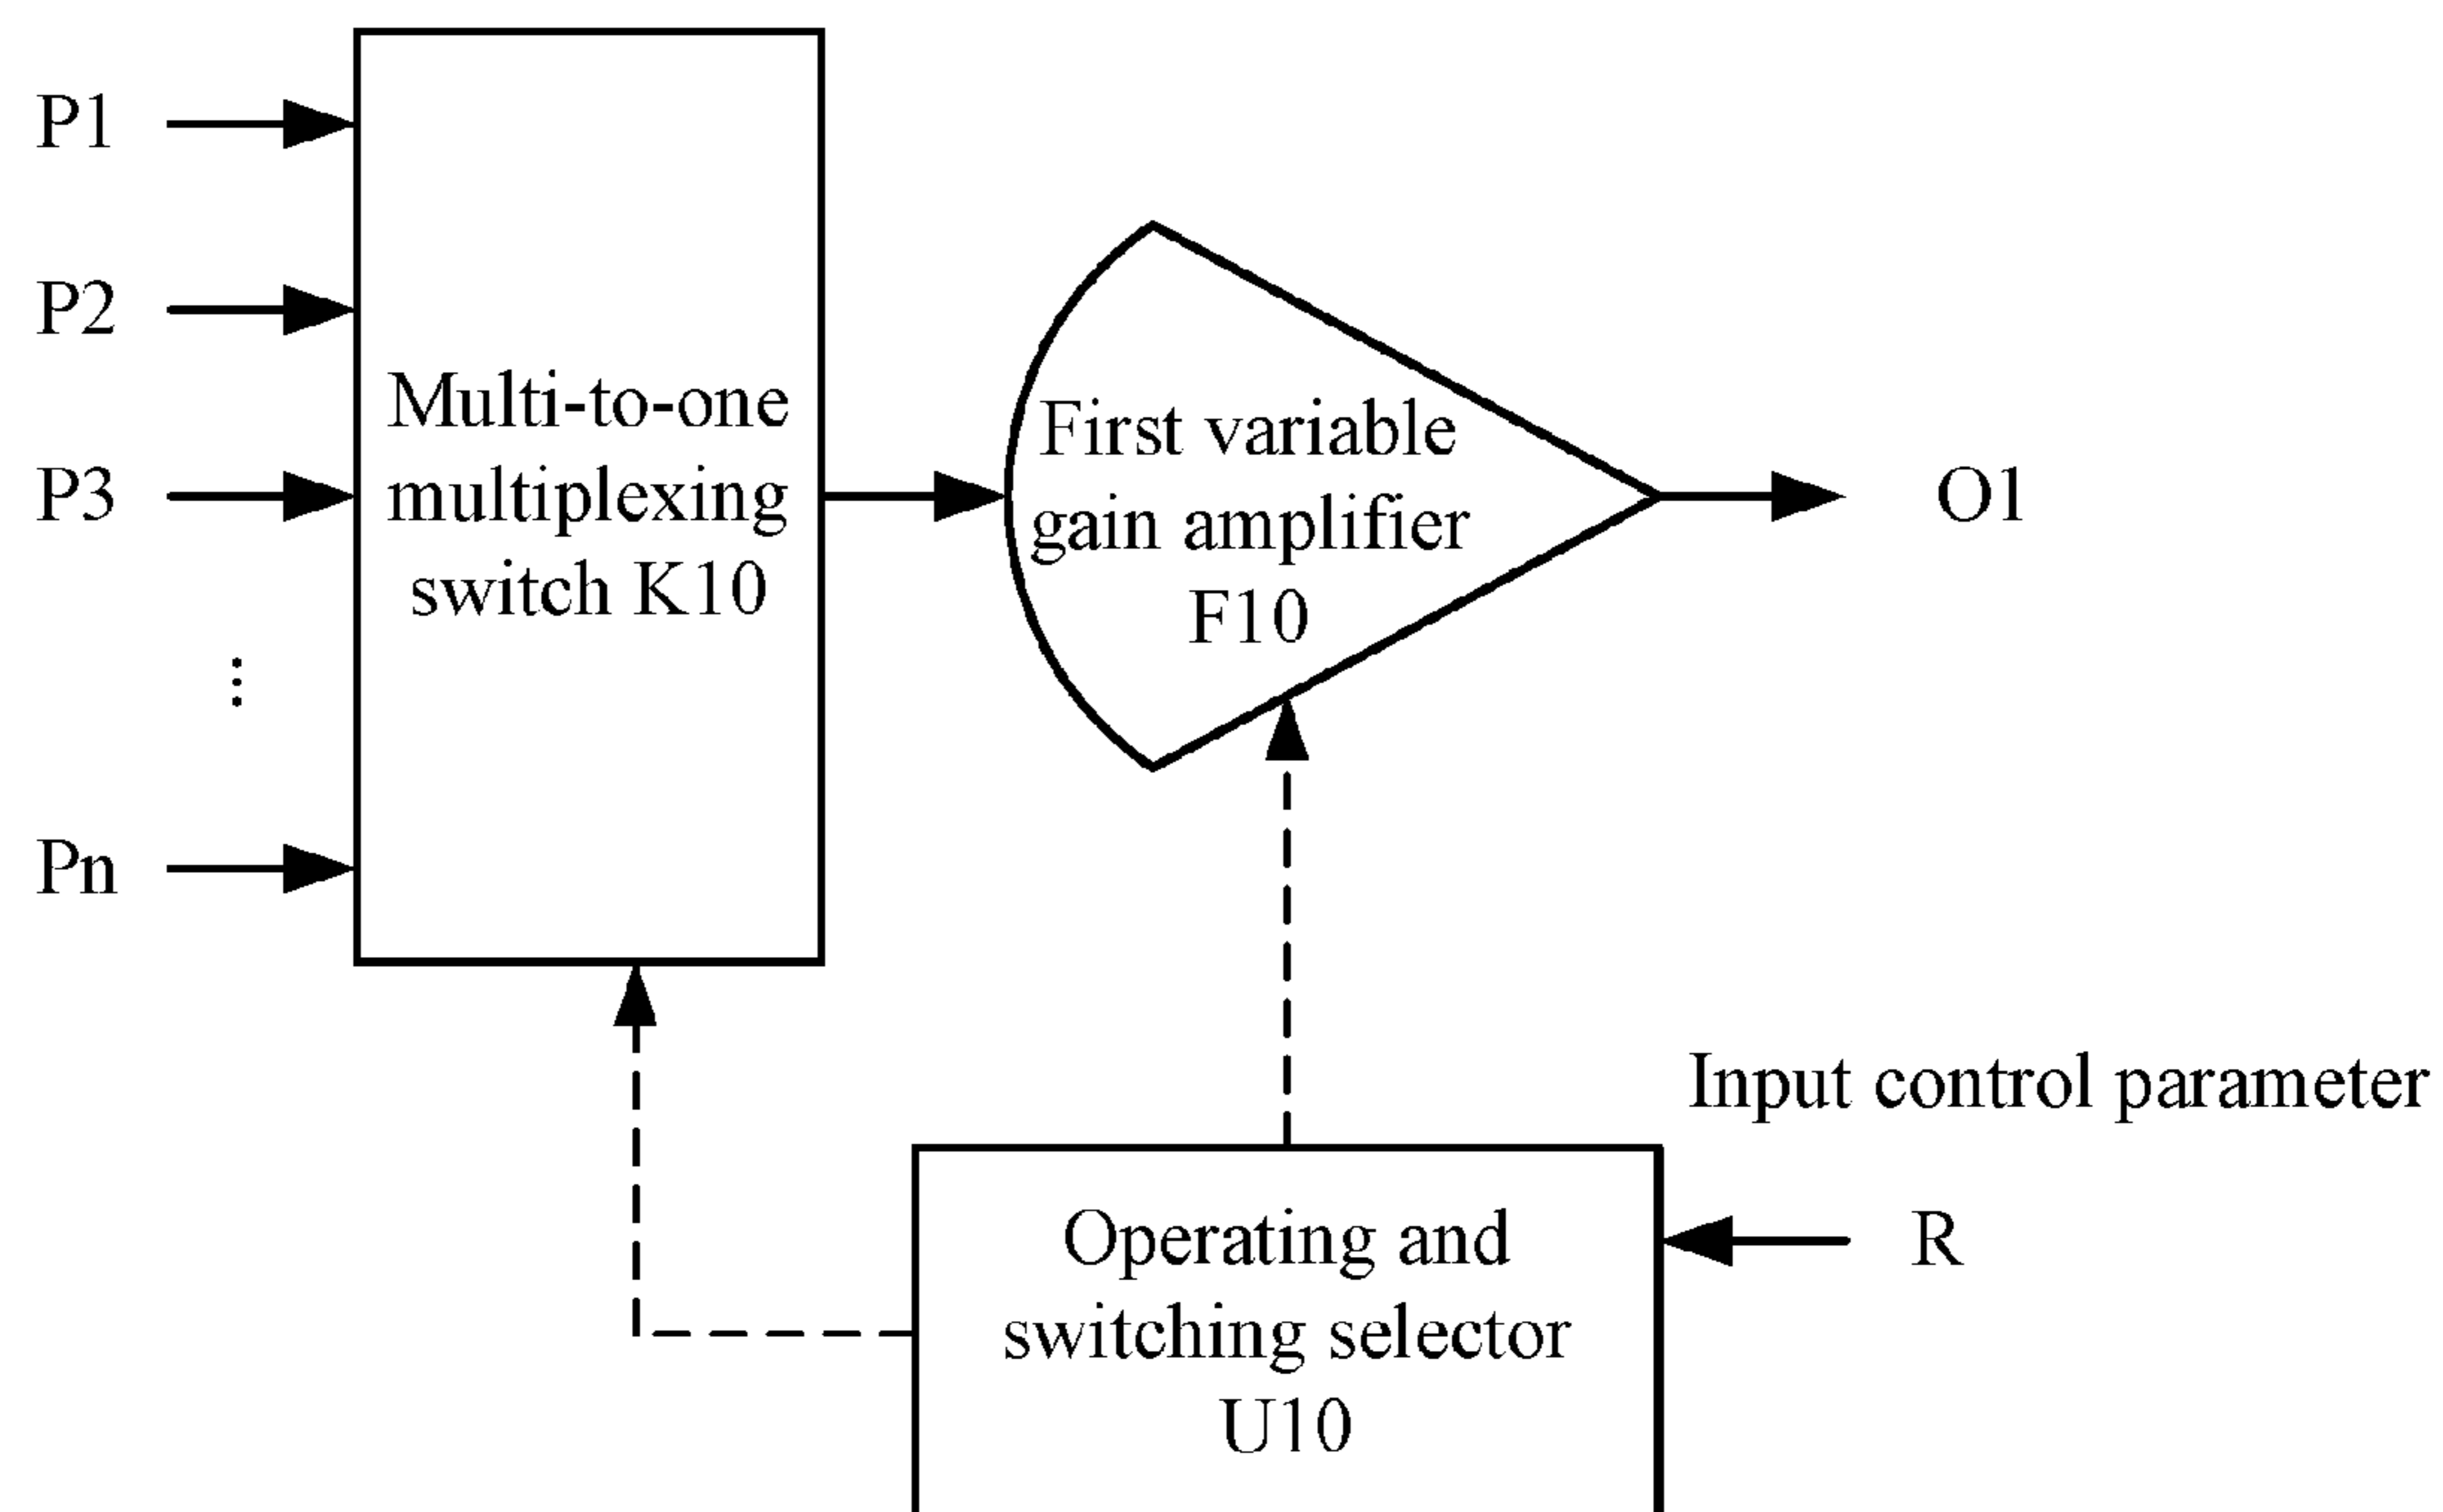 P1
P2
P3
Pn
Multi-to-one
multiplexing
switch K10
First variable
gain amplifier
F10
O1
Input control parameter
R
Operating and
switching selector
U10